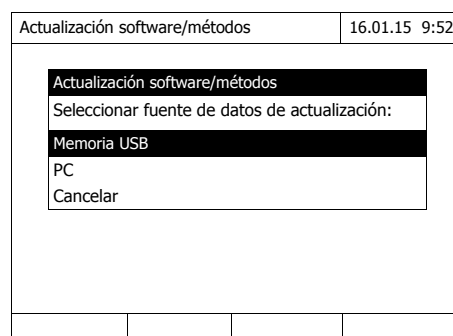 Actualización software/métodos 16.01.15 9:52
Actualización software/métodos
Seleccionar fuente de datos de actualización:
Memoria USB
PC
Cancelar